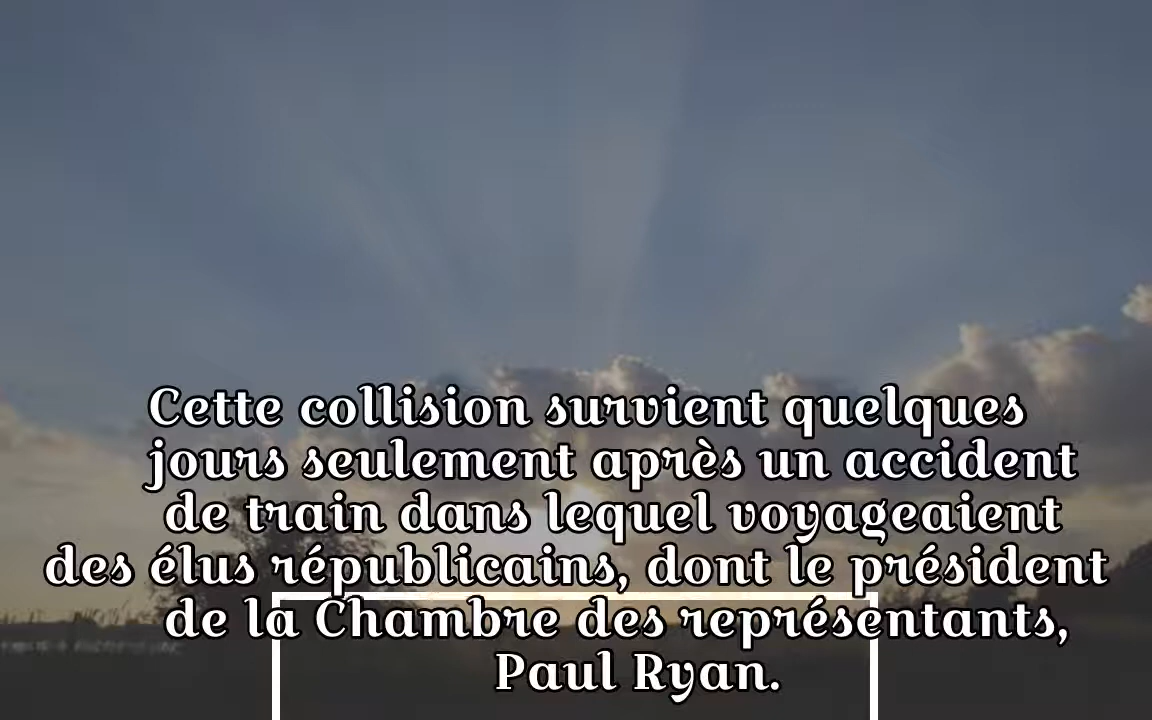 Cette collision survient quelques
jours seulement après un accident
de train dans lequel voyageaient
des élus républicains, dont le président
de la Chambre des représentants,
Paul Ryan.